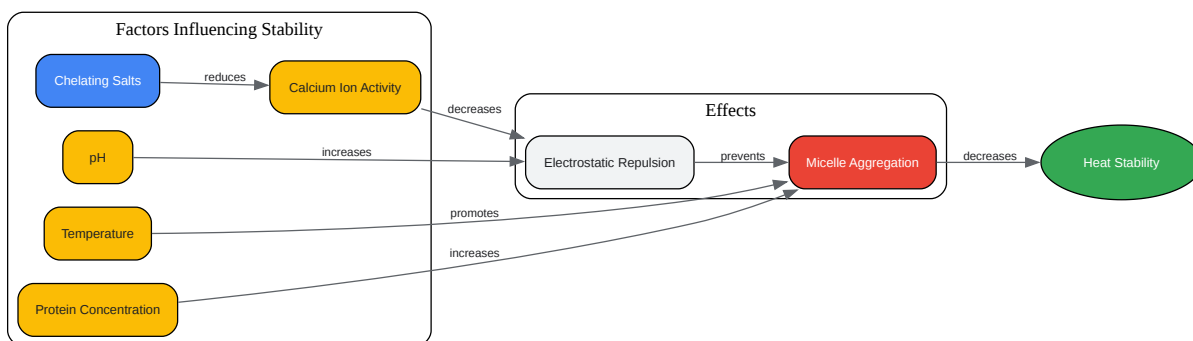 Factors Influencing Stability
Chelating Salts
reduces
Calcium Ion Activity
decreases
pH
increases
Temperature
promotes
Protein Concentration
increases
Effects
Electrostatic Repulsion
prevents
Micelle Aggregation
decreases
Heat Stability